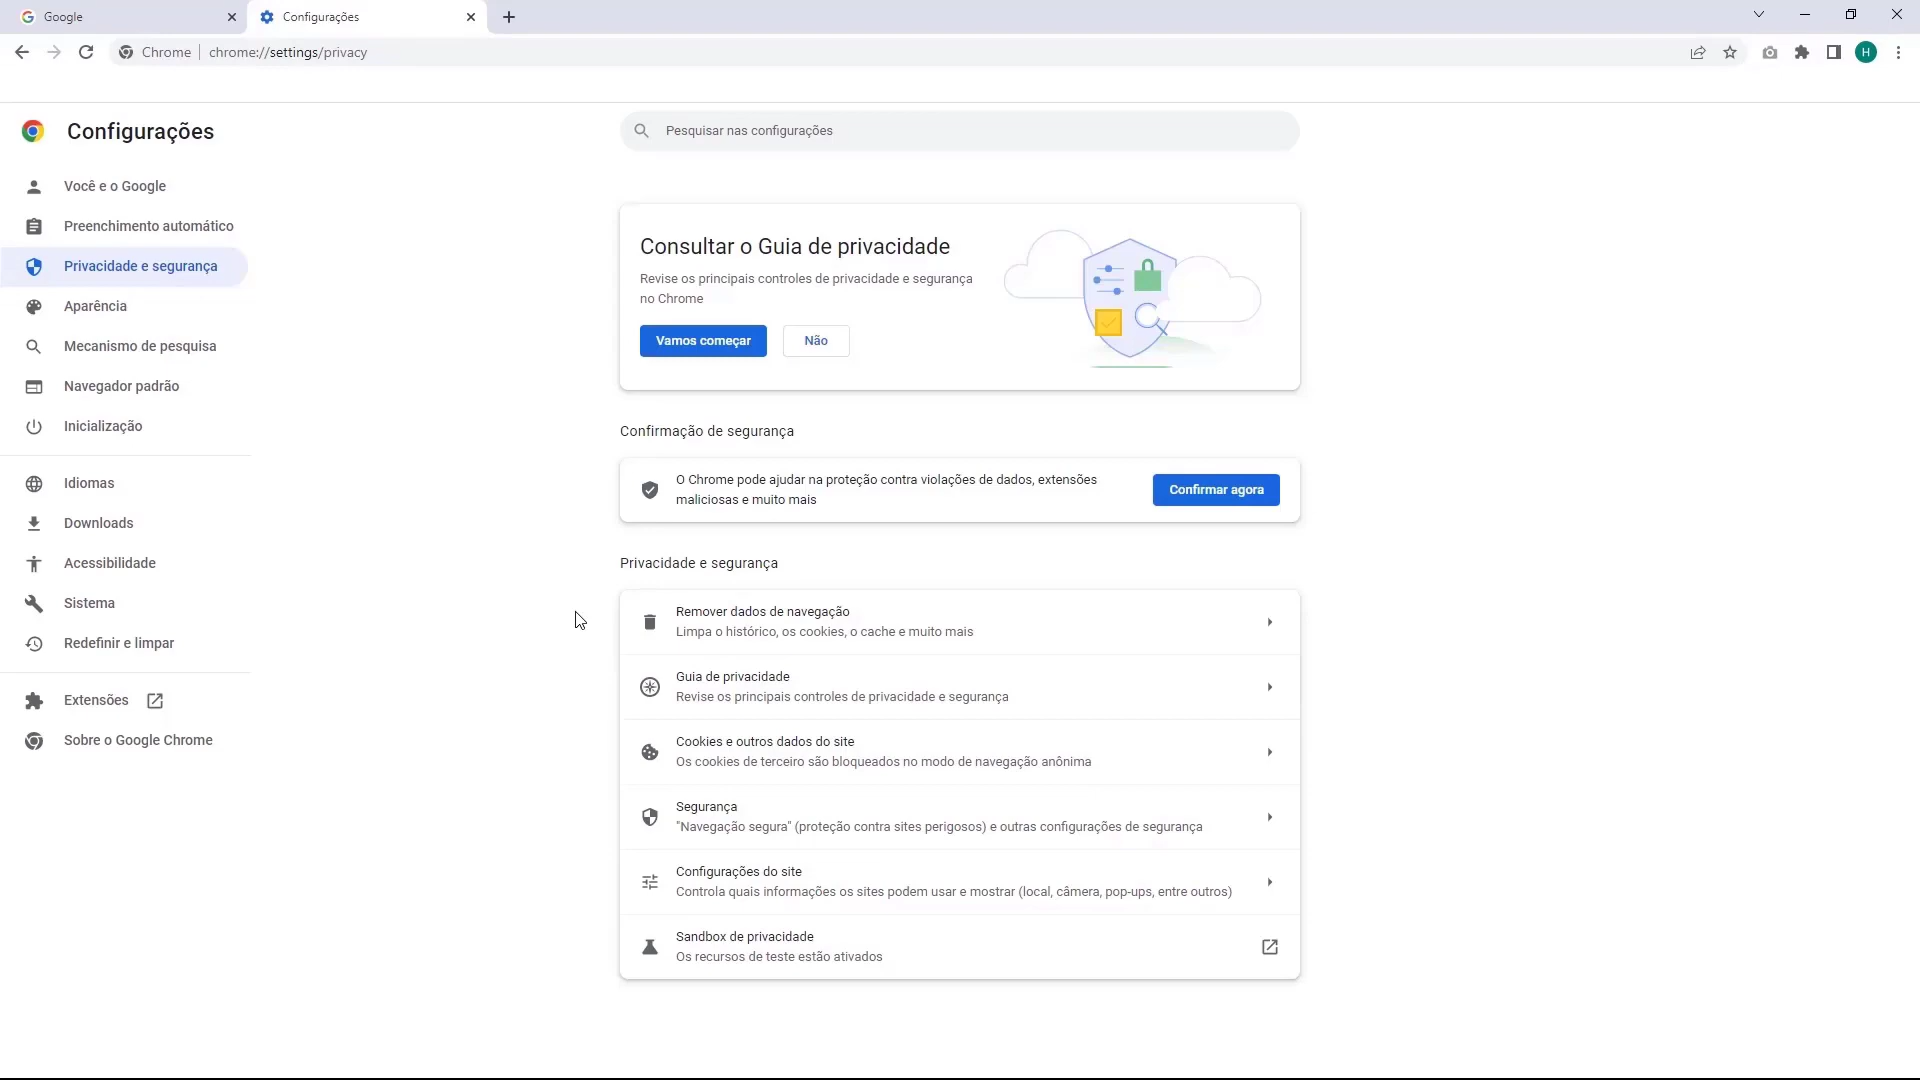 Google
Configurações
Chrome
chrome://settings/privacy
H
Configurações
Pesquisar nas configurações
Você e o Google
Preenchimento automático
Privacidade e segurança
Aparência
Mecanismo de pesquisa
Navegador padrão
Inicialização
Idiomas
Downloads
Acessibilidade
Sistema
Redefinir e limpar
Extensões
Sobre o Google Chrome
Consultar o Guia de privacidade
Revise os principais controles de privacidade e segurança
no Chrome
Vamos começar
Não
Confirmação de segurança
O Chrome pode ajudar na proteção contra violações de dados, extensões
maliciosas e muito mais
Confirmar agora
Privacidade e segurança
Remover dados de navegação
Limpa o histórico, os cookies, o cache e muito mais
Guia de privacidade
Revise os principais controles de privacidade e segurança
Cookies e outros dados do site
Os cookies de terceiro são bloqueados no modo de navegação anônima
Segurança
"Navegação segura" (proteção contra sites perigosos) e outras configurações de segurança
Configurações do site
Controla quais informações os sites podem usar e mostrar (local, câmera, pop-ups, entre outros)
Sandbox de privacidade
Os recursos de teste estão ativados